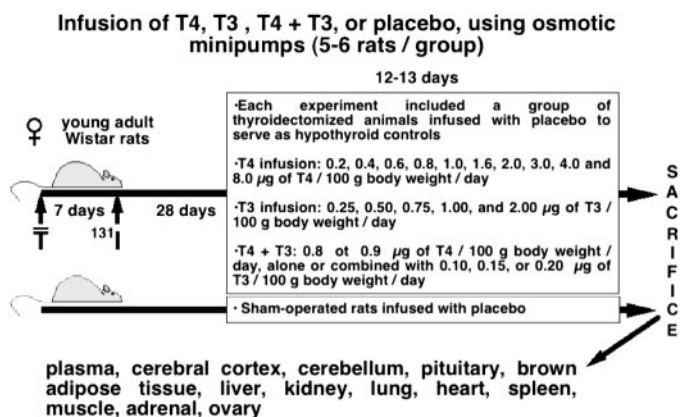 Infusion of T4, T3 , T4 + T3, or placebo, using osmotic
minipumps (5-6 rats / group)
12-13 days
♀ young adult
Wistar rats
·Each experiment included a group of
thyroidectomized animals infused with placebo to
serve as hypothyroid controls
·T4 infusion: 0.2, 0.4, 0.6, 0.8, 1.0, 1.6, 2.0, 3.0, 4.0 and
8.0 µg of T4 / 100 g body weight / day
·T3 infusion: 0.25, 0.50, 0.75, 1.00, and 2.00 µg of T3 /
100 g body weight / day
·T4 + T3: 0.8 ot 0.9 µg of T4 / 100 g body weight /
day, alone or combined with 0.10, 0.15, or 0.20 µg of
T3 / 100 g body weight / day
7 days
28 days
T
131I
· Sham-operated rats infused with placebo
SACRIFICE
plasma, cerebral cortex, cerebellum, pituitary, brown
adipose tissue, liver, kidney, lung, heart, spleen,
muscle, adrenal, ovary